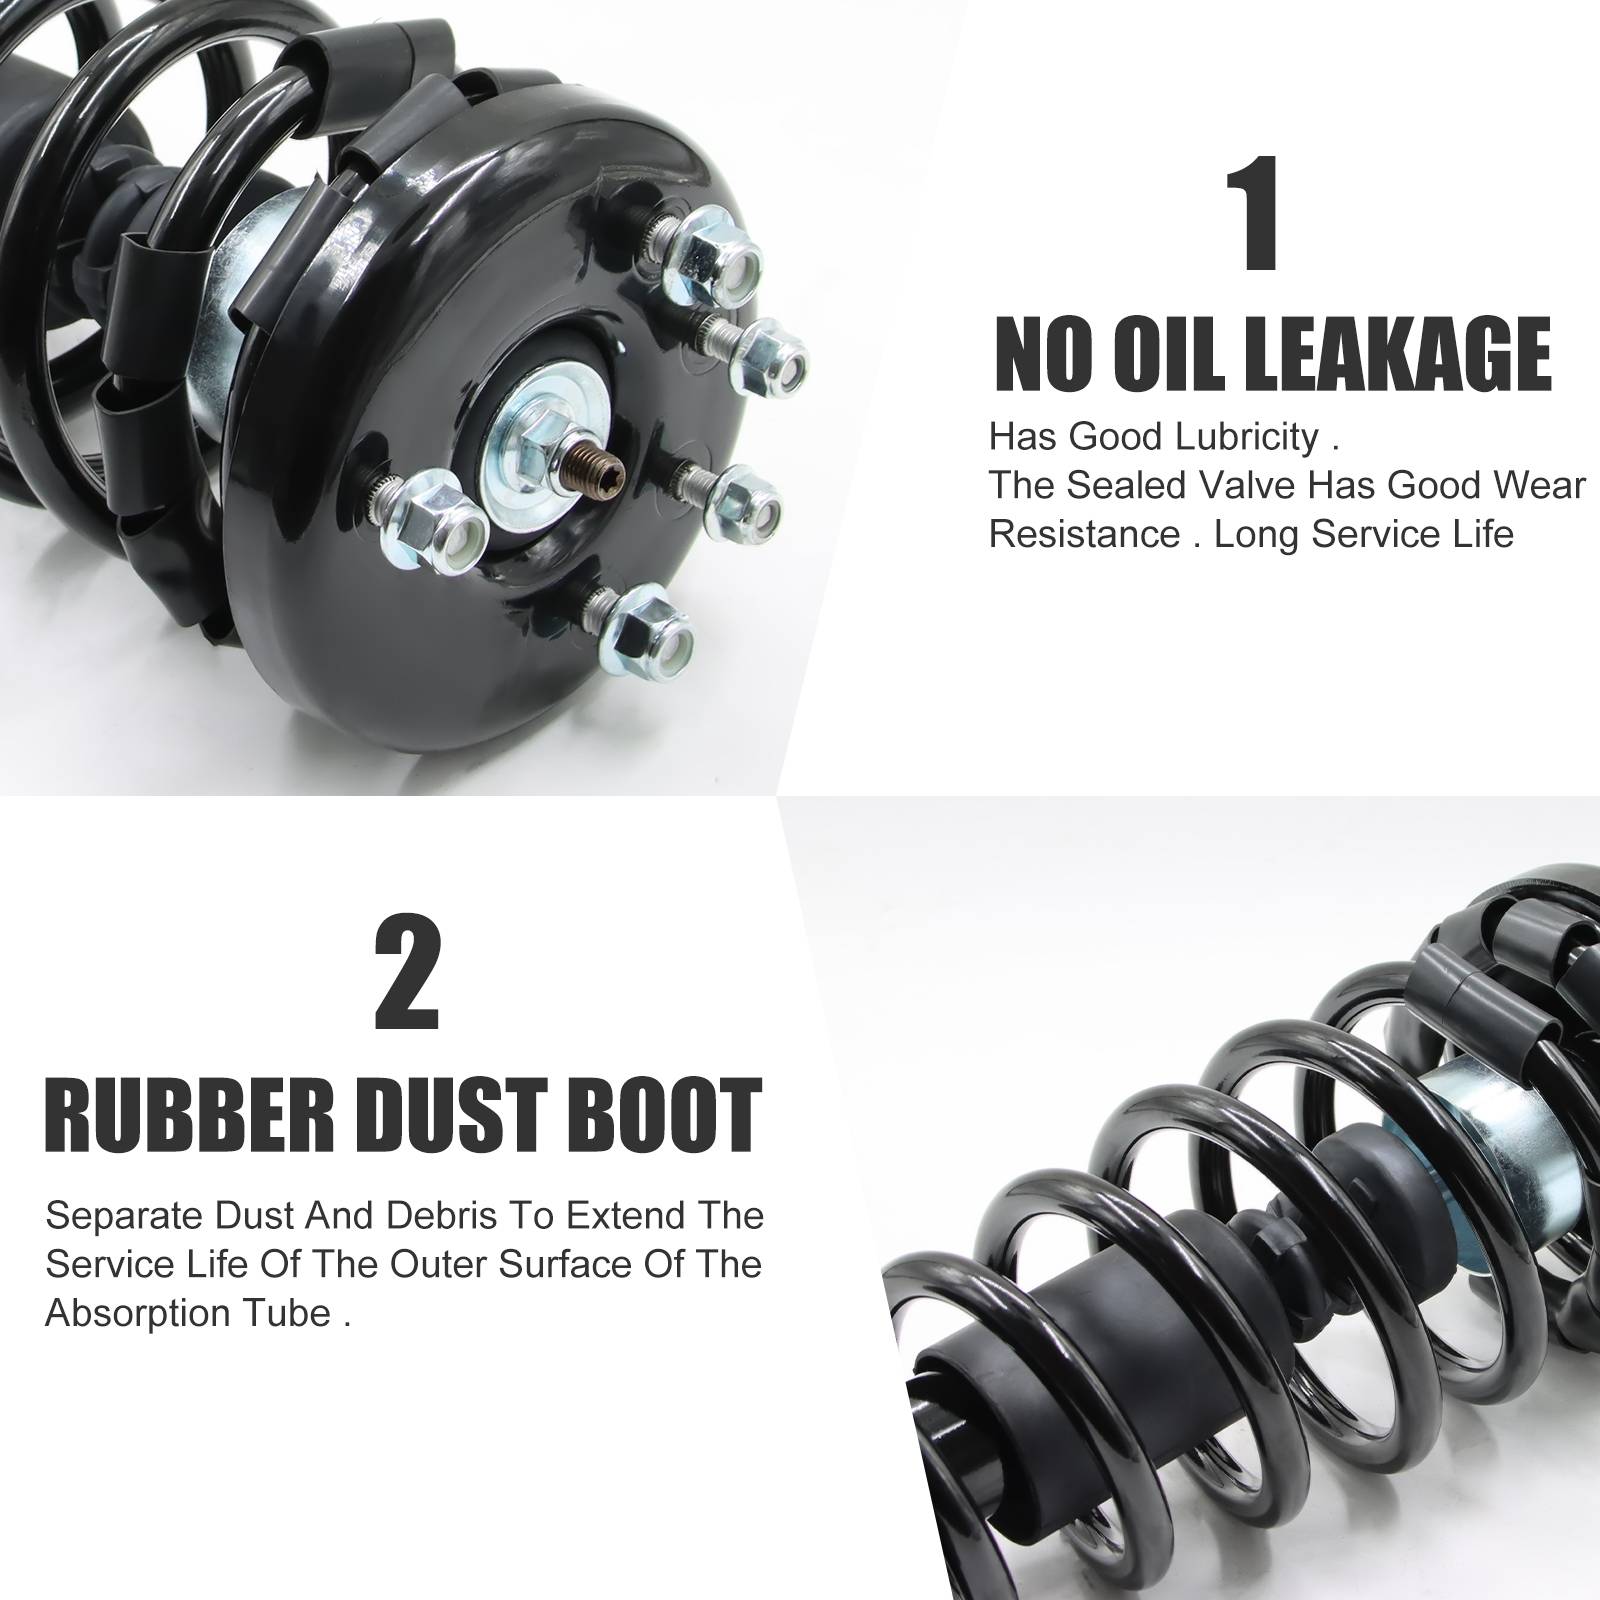 1
NO OIL LEAKAGE
Has Good Lubricity .
The Sealed Valve Has Good Wear
Resistance . Long Service Life
2
RUBBER DUST BOOT
Separate Dust And Debris To Extend The
Service Life Of The Outer Surface Of The
Absorption Tube .